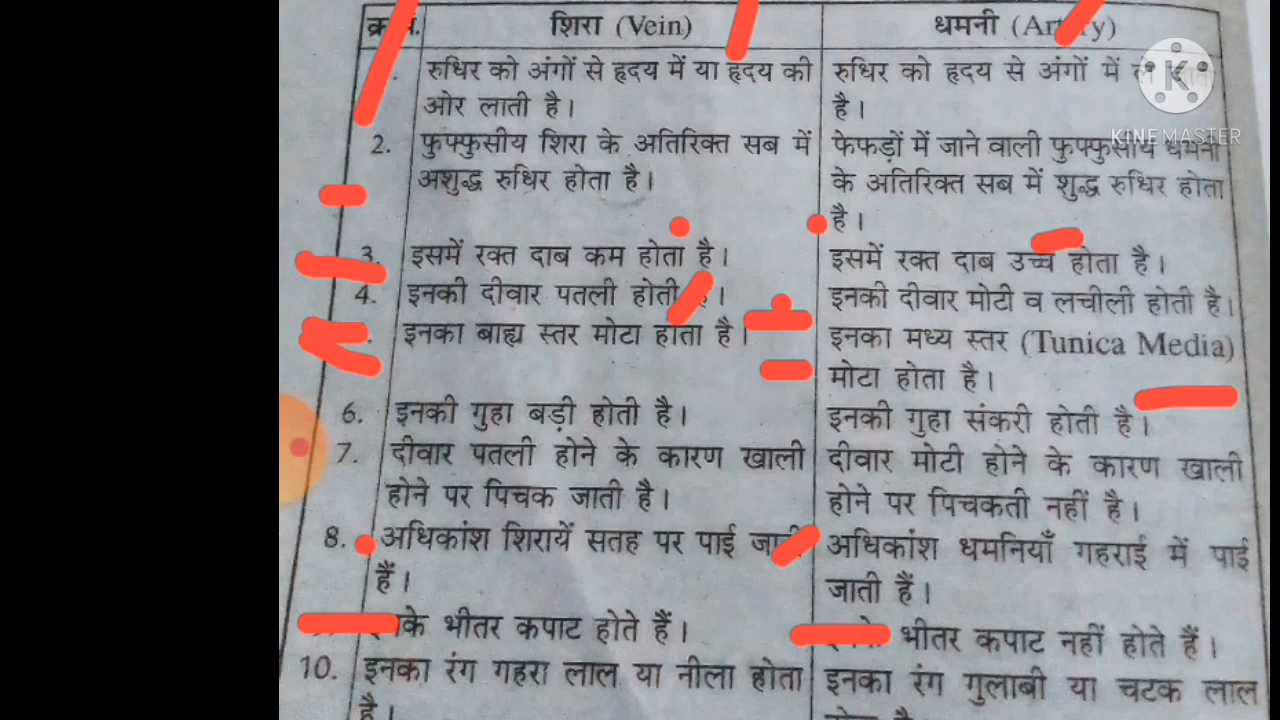 शिरा (Vein)
धमनी
रुधिर को अंगों से हृदय में या हृदय की
ओर लाती है।
रुधिर को हृदय से अंगों में
है।
2. फुफ्फुसीय शिरा के अतिरिक्त सब में
अशुद्ध रुधिर होता है।
फेफड़ों में जाने वाली फुफ्फुसीय धमनी
के अतिरिक्त सब में शुद्ध रुधिर होता
है।
3. इसमें रक्त दाब कम होता है।
इसमें रक्त दाब उच्च होता है।
4. इनकी दीवार पतली होती है।
इनकी दीवार मोटी व लचीली होती है।
इनका बाह्य स्तर मोटा होता है।
इनका मध्य स्तर (Tunica Media)
मोटा होता है।
6. इनकी गुहा बड़ी होती है।
इनकी गुहा संकरी होती है।
7. दीवार पतली होने के कारण खाली
होने पर पिचक जाती है।
दीवार मोटी होने के कारण खाली
होने पर पिचकती नहीं है।
8. अधिकांश शिरायें सतह पर पाई
हैं।
अधिकांश धमनियाँ गहराई में पाई
जाती हैं।
भीतर कपाट होते हैं।
भीतर कपाट नहीं होते हैं।
10. इनका रंग गहरा लाल या नीला होता
है।
इनका रंग गुलाबी या चटक लाल
KINEMASTER